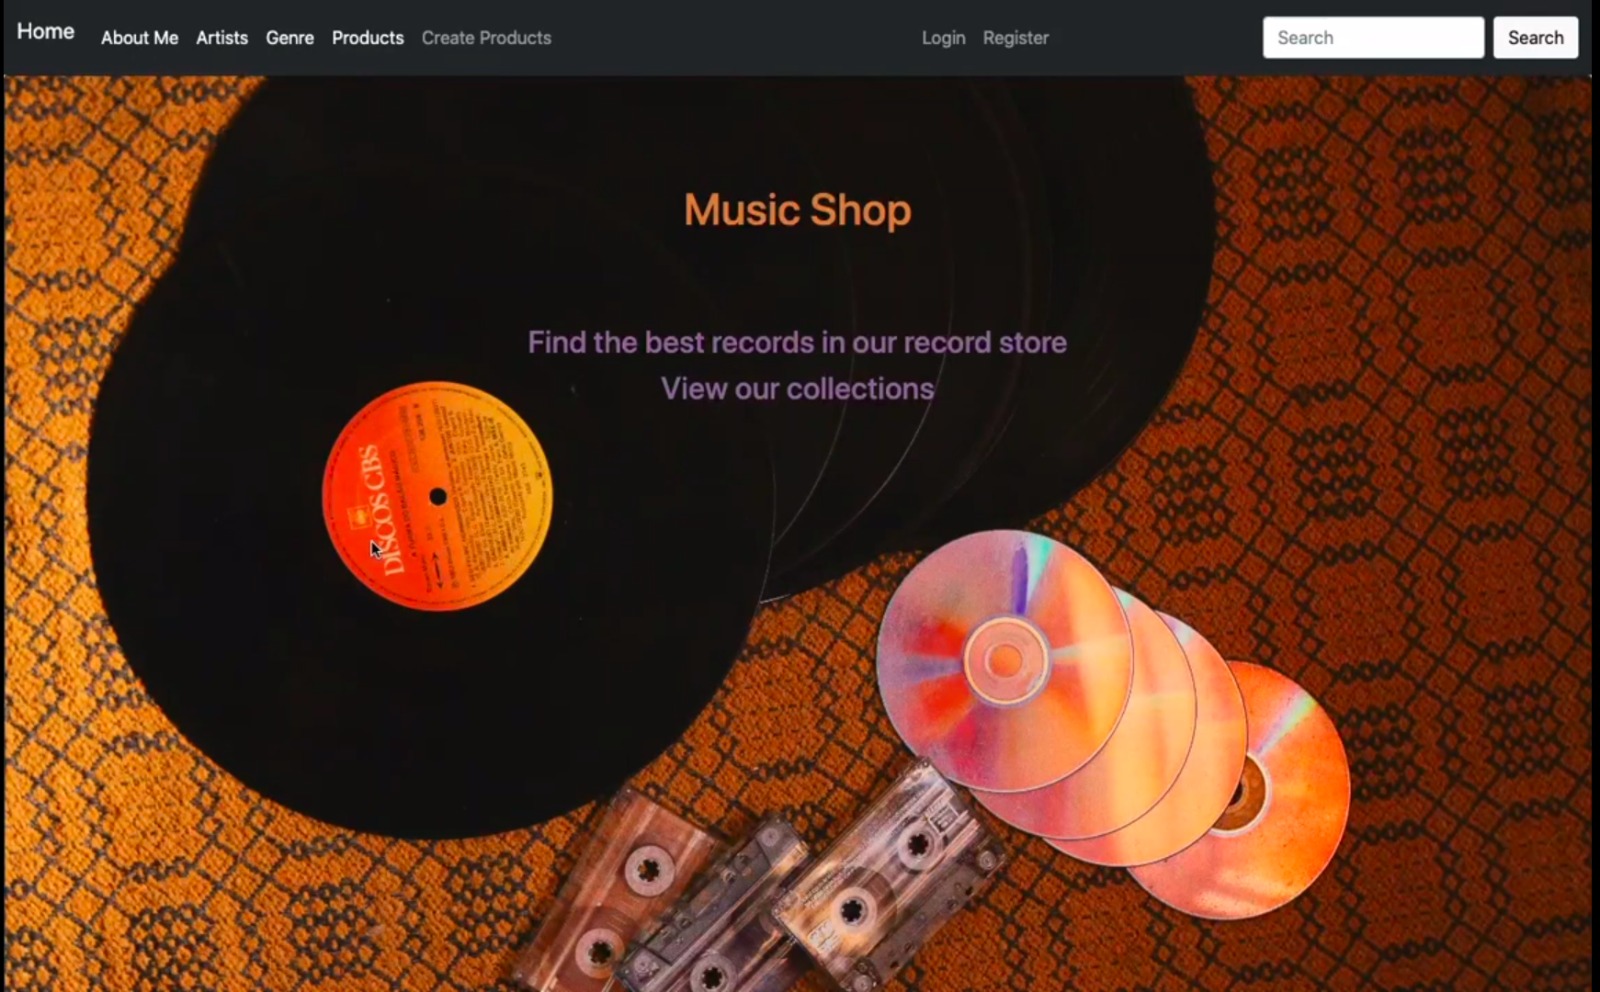 Home About Me Artists Genre Products Create Products Login Register Search Search
Music Shop
Find the best records in our record store
View our collections
DISCOS CBS